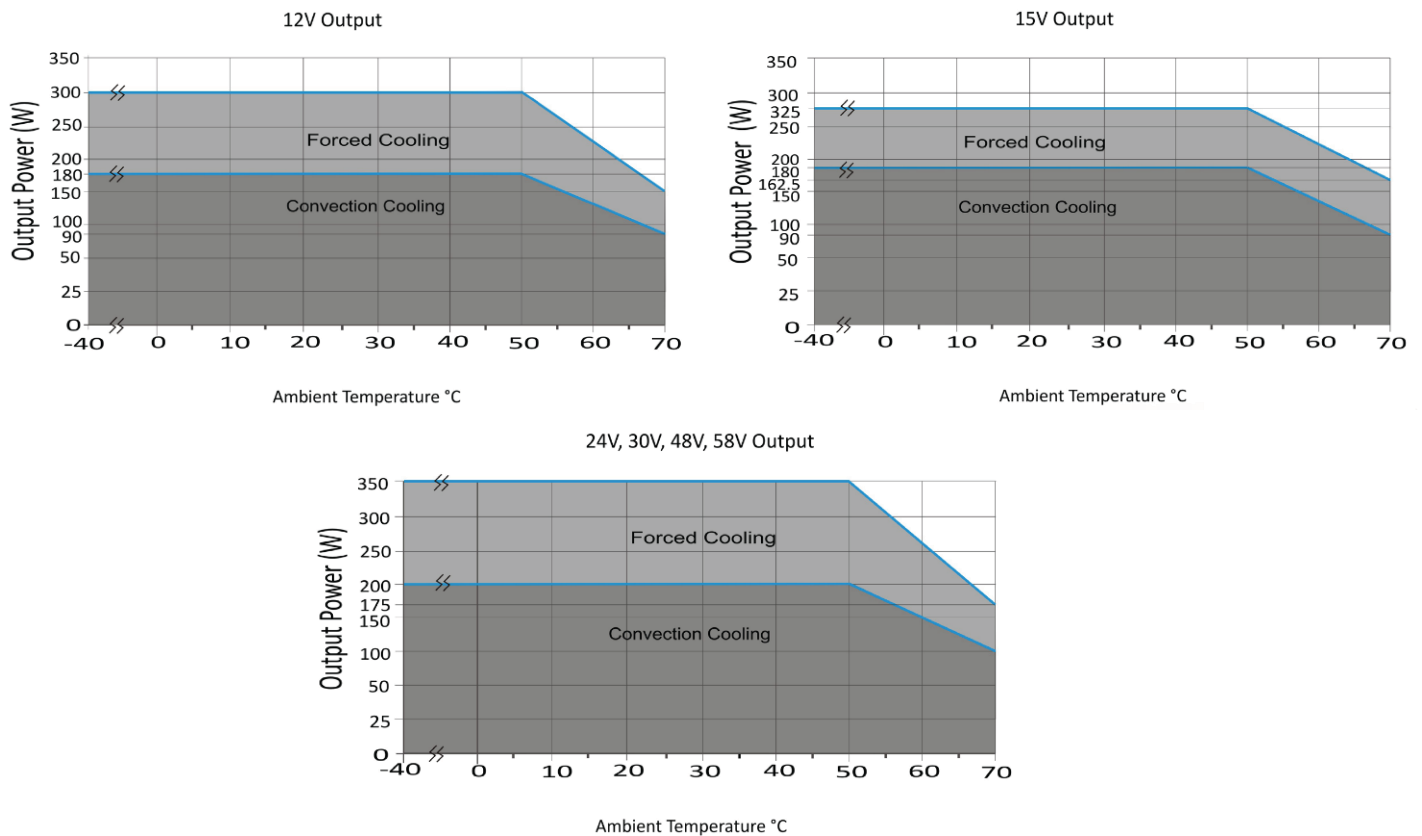 12V Output
350
300
250
200
180
150
100
90
50
25
0
Output Power (W)
Forced Cooling
Convection Cooling
-40 0 10 20 30 40 50 60 70
Ambient Temperature °C
15V Output
350
300
325
250
200
180
162.5
150
100
90
50
25
0
Output Power (W)
Forced Cooling
Convection Cooling
-40 0 10 20 30 40 50 60 70
Ambient Temperature °C
24V, 30V, 48V, 58V Output
350
300
250
200
175
150
100
50
25
0
Output Power (W)
Forced Cooling
Convection Cooling
-40 0 10 20 30 40 50 60 70
Ambient Temperature °C